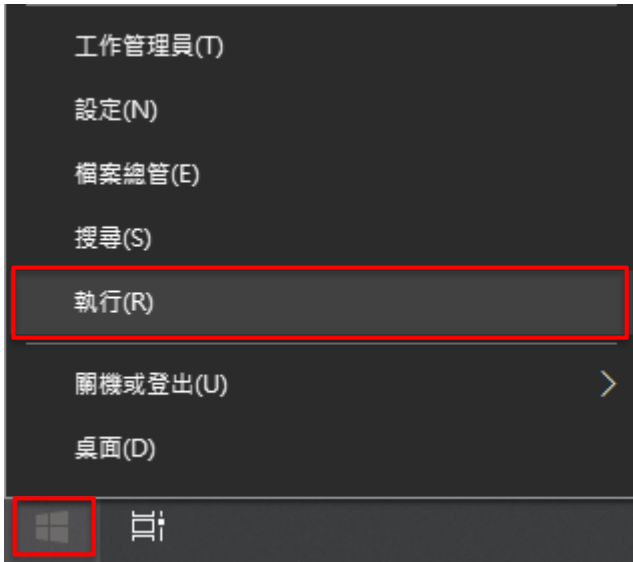 工作管理員(T)
設定(N)
檔案總管(E)
搜尋(S)
執行(R)
關機或登出(U)
桌面(D)